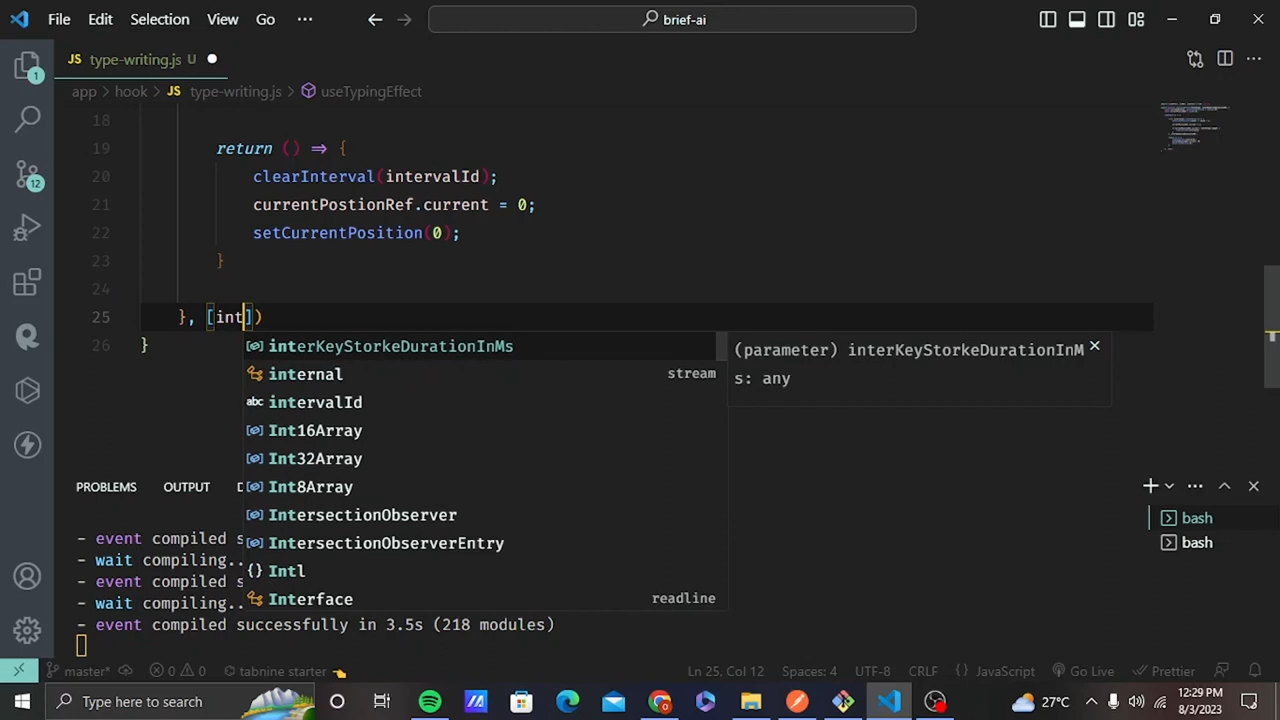 File Edit Selection View Go ··· brief-ai
JS type-writing.js U
app > hook > JS type-writing.js > useTypingEffect
18
19 return () => {
20 clearInterval(intervalId);
21 currentPostionRef.current = 0;
22 setCurrentPosition(0);
23 }
24
25 }, [int])
26 }
interKeyStorkeDurationInMs
internal stream
intervalId
Int16Array
Int32Array
Int8Array
IntersectionObserver
IntersectionObserverEntry
Intl
Interface readline
(parameter) interKeyStorkeDurationInM
s: any
1
12
abc
PROBLEMS OUTPUT D
- event compiled s
- wait compiling..
- event compiled s
- wait compiling..
- event compiled successfully in 3.5s (218 modules)
bash
bash
master* 0 0 tabnine starter Ln 25, Col 12 Spaces: 4 UTF-8 CRLF {} JavaScript Go Live Prettier
Type here to search 27°C 12:29 PM
8/3/2023